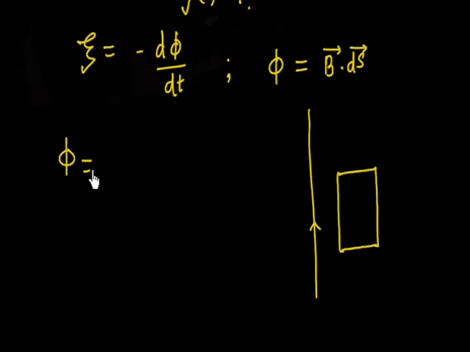 ξ = - dφ/dt ; φ = B⃗ · dS⃗
φ =